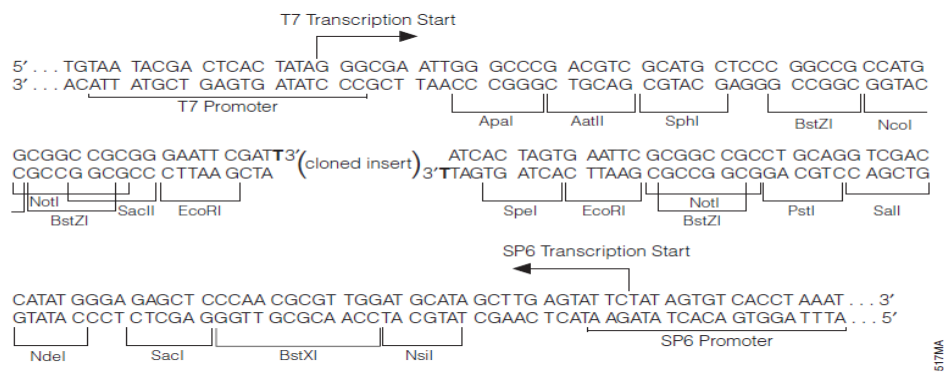 T7 Transcription Start
5′ . . . TGTAA TACGA CTCAC TATAG GGCGA ATTGG GCCCG ACGTC GCATG CTCCC GGCCG CCATG
3′ . . . ACATT ATGCT GAGTG ATATC CCGCT TAACC CGGGC TGCAG CGTAC GAGGG CCGGC GGTAC
T7 Promoter
ApaI AatII SphI BstZI NcoI
GCGGC CGCGG GAATT CGATT3′ (cloned insert) ATCAC TAGTG AATTC GCGGC CGCCT GCAGG TCGAC
CGCCG GCGCC CTTAA GCTA 3′TTAGTG ATCAC TTAAG CGCCG GCGGA CGTCC AGCTG
NotI SacII EcoRI SpeI EcoRI NotI PstI SalI
BstZI BstZI
SP6 Transcription Start
CATAT GGGA GAGCT CCCAA CGCGT TGGAT GCATA GCTTG AGTAT TCTAT AGTGT CACCT AAAT . . . 3′
GTATA CCCT CTCGAG GGTT GCGCA ACCTA CGTAT CGAAC TCATA AGATA TCACA GTGGA TTTA . . . 5′
SP6 Promoter
NdeI SacI BstXI NsiI
517MA